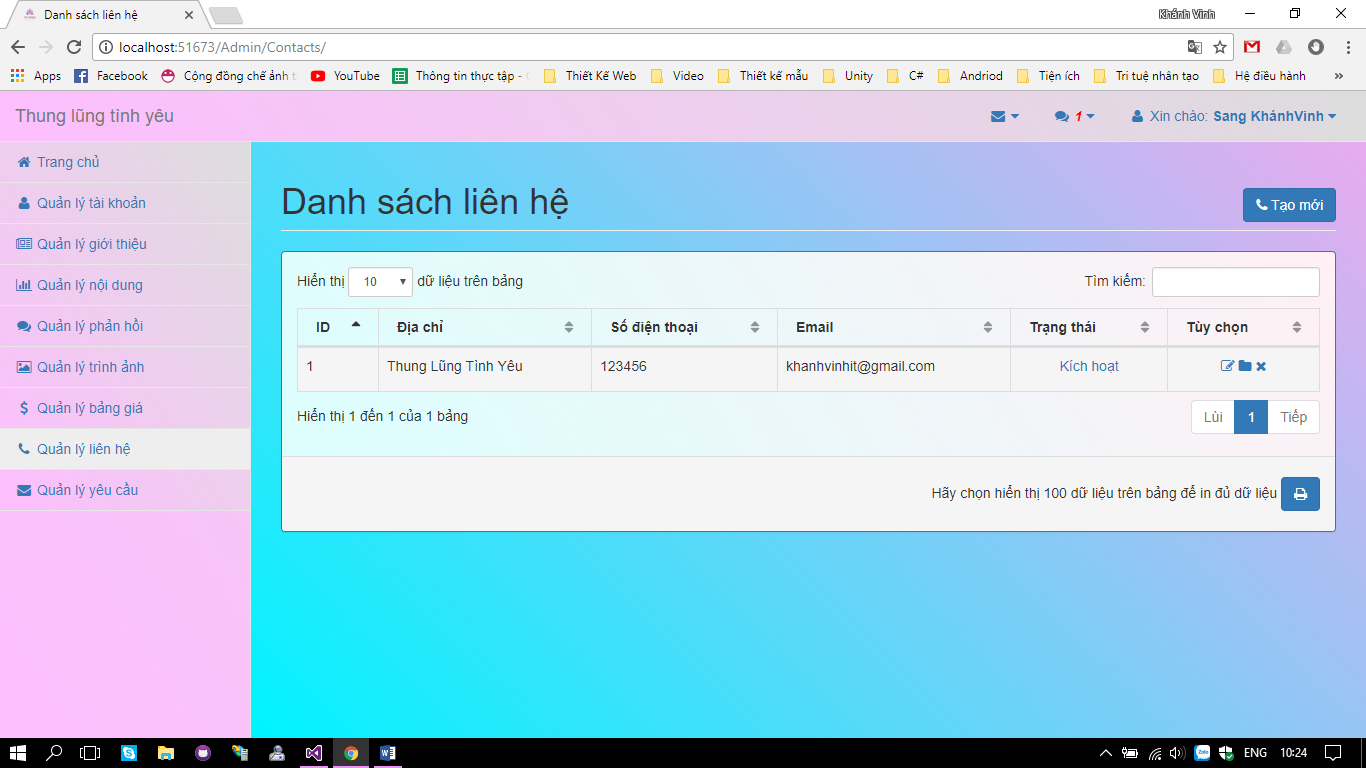 Danh sách liên hệ
Khánh Vinh
localhost:51673/Admin/Contacts/
Apps Facebook Cộng đồng chế ảnh YouTube Thông tin thực tập - Thiết Kế Web Video Thiết kế mẫu Unity C# Andriod Tiện ích Trí tuệ nhân tạo Hệ điều hành »
Thung lũng tình yêu
1 Xin chào: Sang KhánhVinh
Trang chủ
Quản lý tài khoản
Quản lý giới thiệu
Quản lý nội dung
Quản lý phản hồi
Quản lý trình ảnh
Quản lý bảng giá
Quản lý liên hệ
Quản lý yêu cầu
Danh sách liên hệ
Tạo mới
Hiển thị 10 dữ liệu trên bảng
Tìm kiếm:
ID Địa chỉ Số điện thoại Email Trạng thái Tùy chọn
1 Thung Lũng Tình Yêu 123456 khanhvinhit@gmail.com Kích hoạt
Hiển thị 1 đến 1 của 1 bảng
Lùi 1 Tiếp
Hãy chọn hiển thị 100 dữ liệu trên bảng để in đủ dữ liệu
ENG 10:24